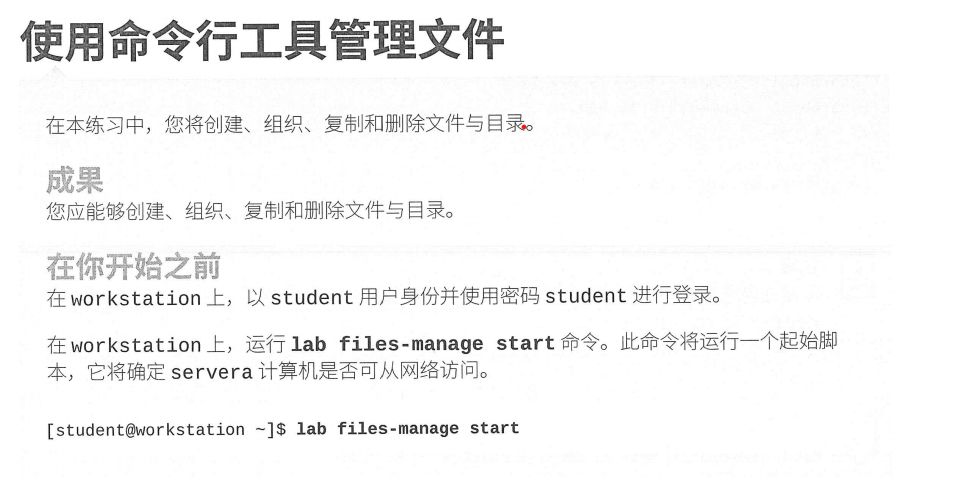 使用命令行工具管理文件
在本练习中，您将创建、组织、复制和删除文件与目录。
成果
您应能够创建、组织、复制和删除文件与目录。
在你开始之前
在 workstation 上，以 student 用户身份并使用密码 student 进行登录。
在 workstation 上，运行 lab files-manage start 命令。此命令将运行一个起始脚
本，它将确定 servera 计算机是否可从网络访问。
[student@workstation ~]$ lab files-manage start